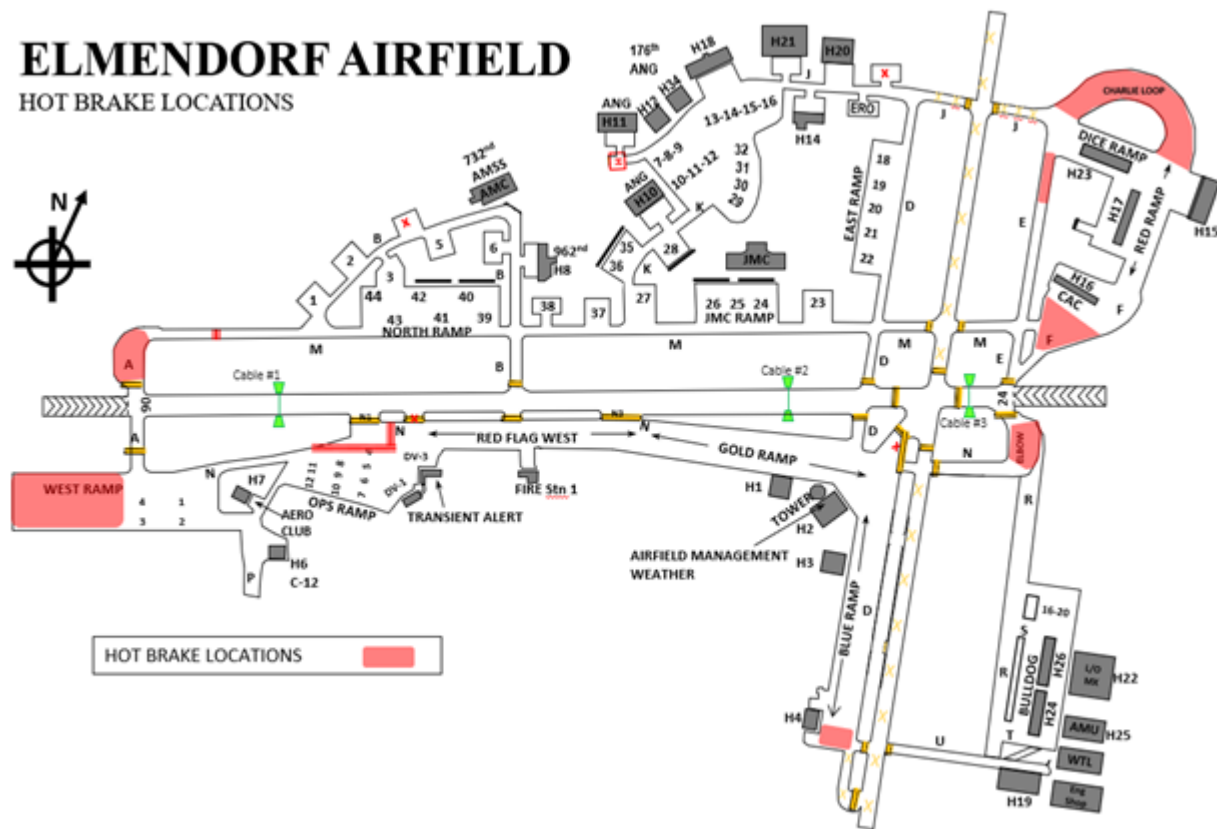 ELMENDORF AIRFIELD
HOT BRAKE LOCATIONS
N
176th
ANG
H18
H21
H20
J
X
ERO
H14
ANG
H11
H12
H34
X
13-14-15-16
7-8-9
10-11-12
32
31
30
29
ANG
H10
K
J
J
CHARLIE LOOP
DICE RAMP
H23
H17
RED RAMP
H15
H16
CAC
F
F
732nd
AMSS
AMC
X
B
5
2
3
1
6
B
962nd
H8
35
36
28
K
27
JMC
EAST RAMP
18
19
20
21
22
D
E
44
42
40
43
41
39
NORTH RAMP
38
37
26
25
24
JMC RAMP
23
A
M
M
M
D
E
B
Cable #1
Cable #2
Cable #3
06
24
A
N1
N
X
N3
N
D
N
X
ELBOW
RED FLAG WEST
GOLD RAMP
N
H7
DV-3
DV-1
12 11
10 9 8
7 6 5
OPS RAMP
TRANSIENT ALERT
FIRE Stn 1
WEST RAMP
4
1
3
2
AERO
CLUB
H6
C-12
P
H1
TOWER
H2
AIRFIELD MANAGEMENT
WEATHER
H3
BLUE RAMP
D
H4
R
16-20
S
R
BULLDOG
H26
H24
T
U
L/O
MX
H22
AMU
H25
WTL
H19
Eng
Shop
HOT BRAKE LOCATIONS